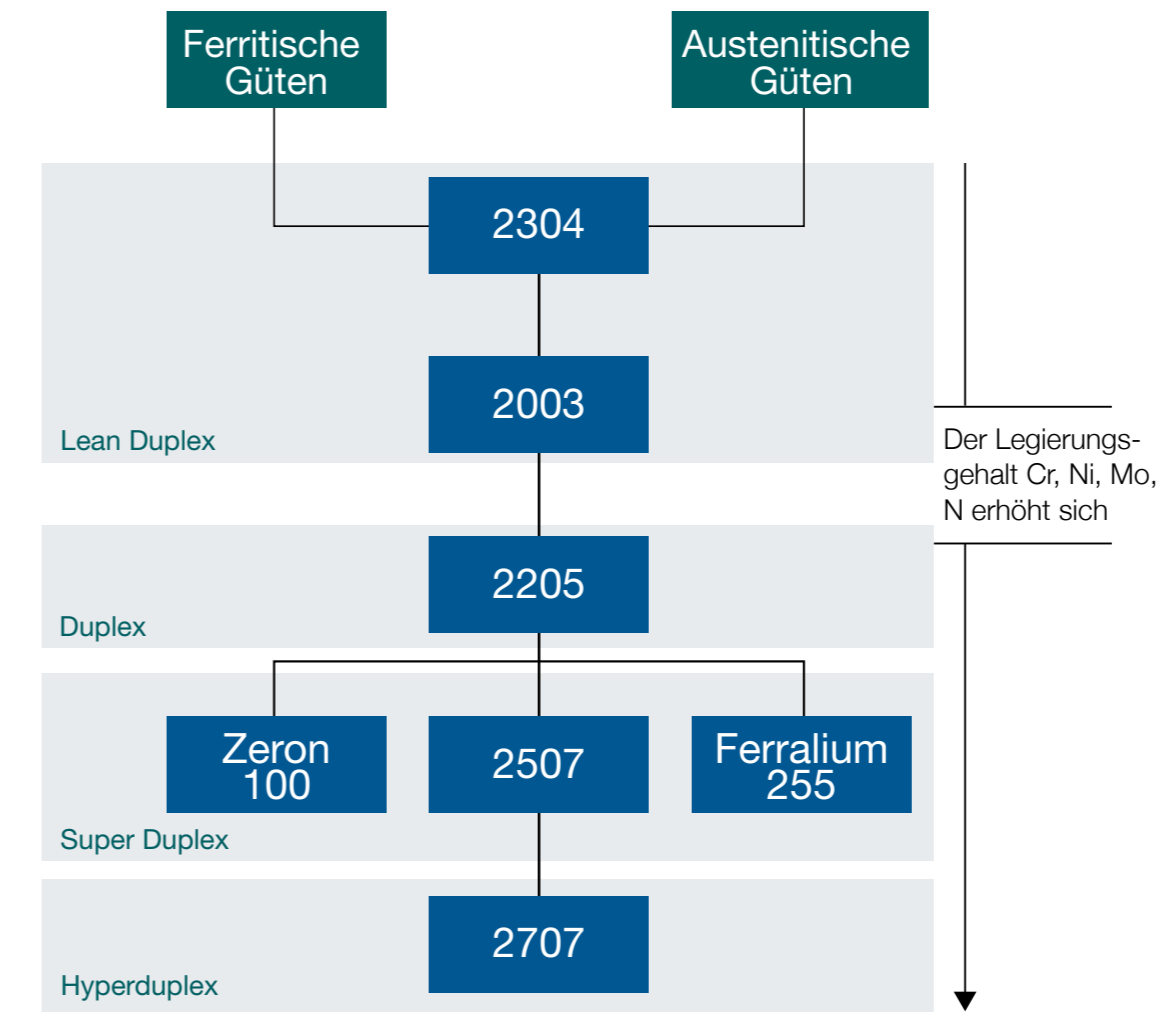 Ferritische
Güten
Austenitische
Güten
2304
2003
Lean Duplex
Der Legierungs-
gehalt Cr, Ni, Mo,
N erhöht sich
2205
Duplex
Zeron
100
2507
Ferralium
255
Super Duplex
2707
Hyperduplex